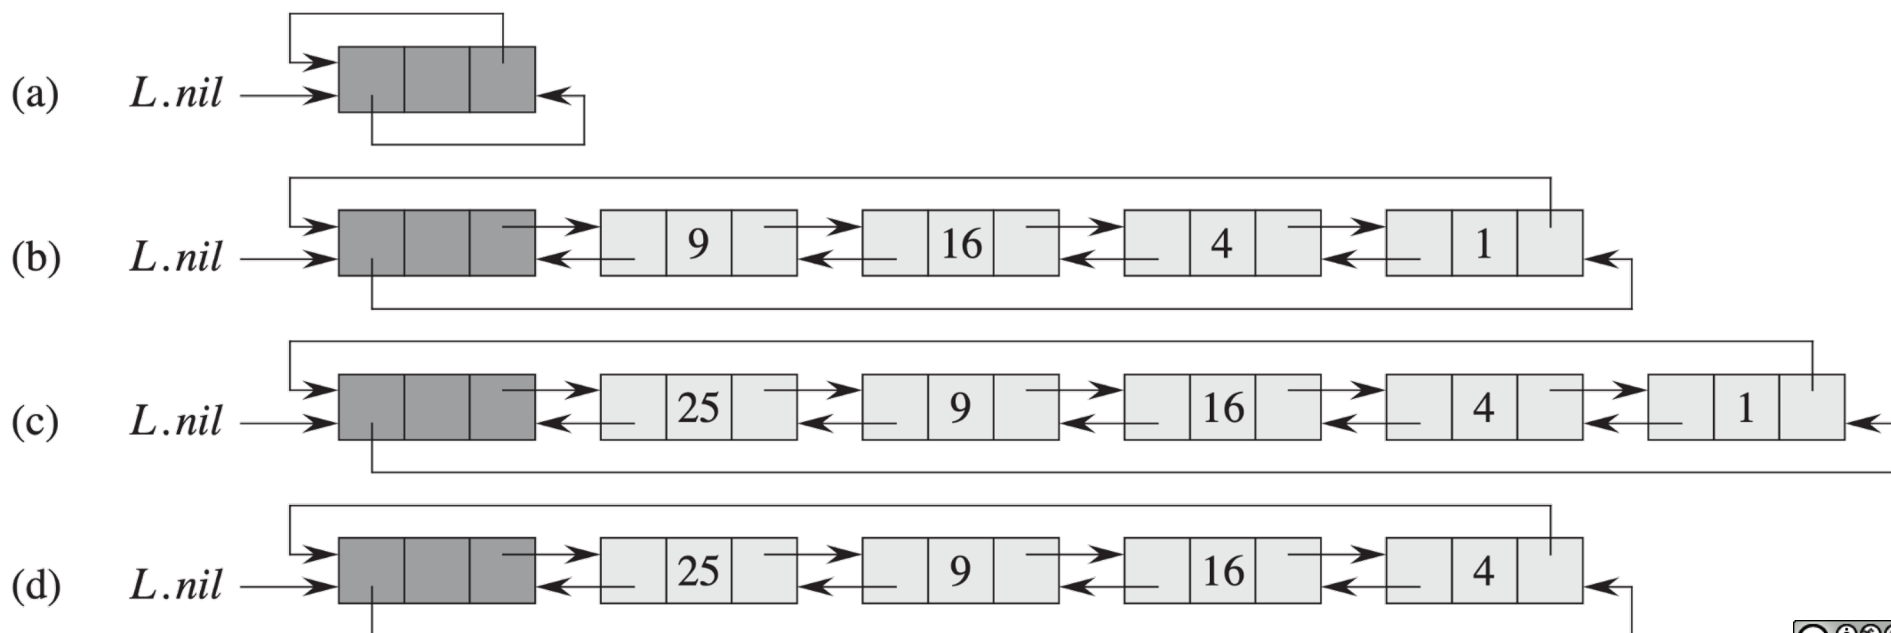 (a) L.nil
(b) L.nil 9 16 4 1
(c) L.nil 25 9 16 4 1
(d) L.nil 25 9 16 4